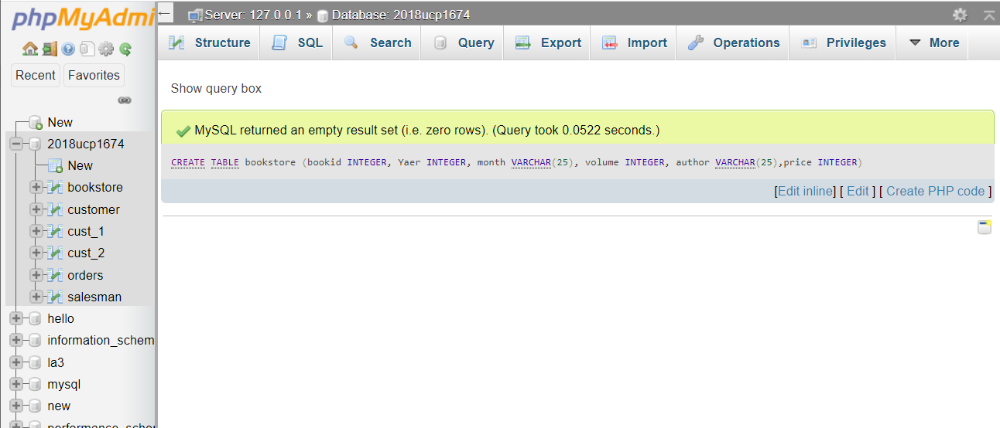 phpMyAdmi
Recent Favorites
New
2018ucp1674
New
bookstore
customer
cust_1
cust_2
orders
salesman
hello
information_schem
la3
mysql
new
performance_schem
← Server: 127.0.0.1 » Database: 2018ucp1674
Structure SQL Search Query Export Import Operations Privileges More
Show query box
MySQL returned an empty result set (i.e. zero rows). (Query took 0.0522 seconds.)
CREATE TABLE bookstore (bookid INTEGER, Yaer INTEGER, month VARCHAR(25), volume INTEGER, author VARCHAR(25),price INTEGER)
[Edit inline] [ Edit ] [ Create PHP code ]